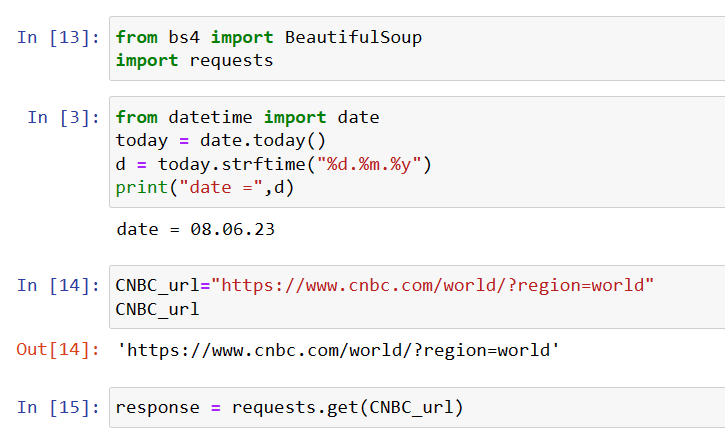 In [13]: from bs4 import BeautifulSoup
import requests
In [3]: from datetime import date
today = date.today()
d = today.strftime("%d.%m.%y")
print("date =",d)
date = 08.06.23
In [14]: CNBC_url="https://www.cnbc.com/world/?region=world"
CNBC_url
Out[14]: 'https://www.cnbc.com/world/?region=world'
In [15]: response = requests.get(CNBC_url)